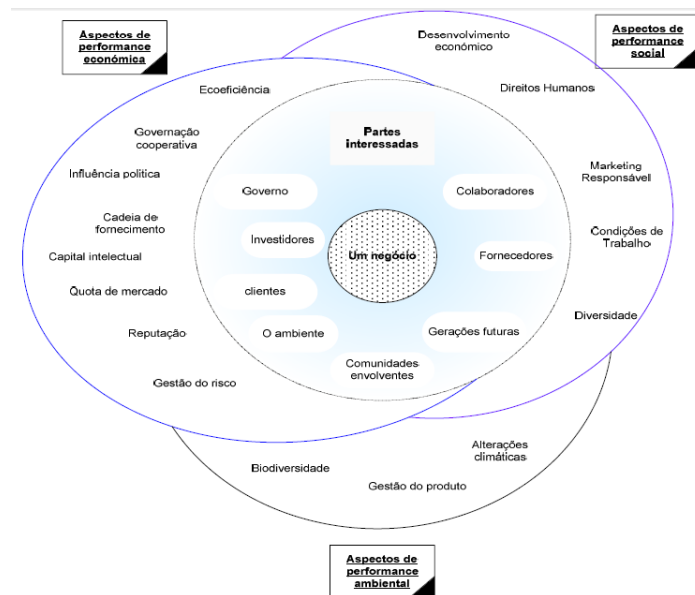 Aspectos de
performance
económica
Desenvolvimento
económico
Aspectos de
performance
social
Ecoeficiência
Direitos Humanos
Governação
cooperativa
Partes
interessadas
Influência politica
Marketing
Responsável
Governo
Colaboradores
Cadeia de
fornecimento
Condições de
Trabalho
Investidores
Um negócio
Fornecedores
Capital intelectual
Quota de mercado
clientes
Diversidade
Reputação
O ambiente
Gerações futuras
Comunidades
envolventes
Gestão do risco
Alterações
climáticas
Biodiversidade
Gestão do produto
Aspectos de
performance
ambiental